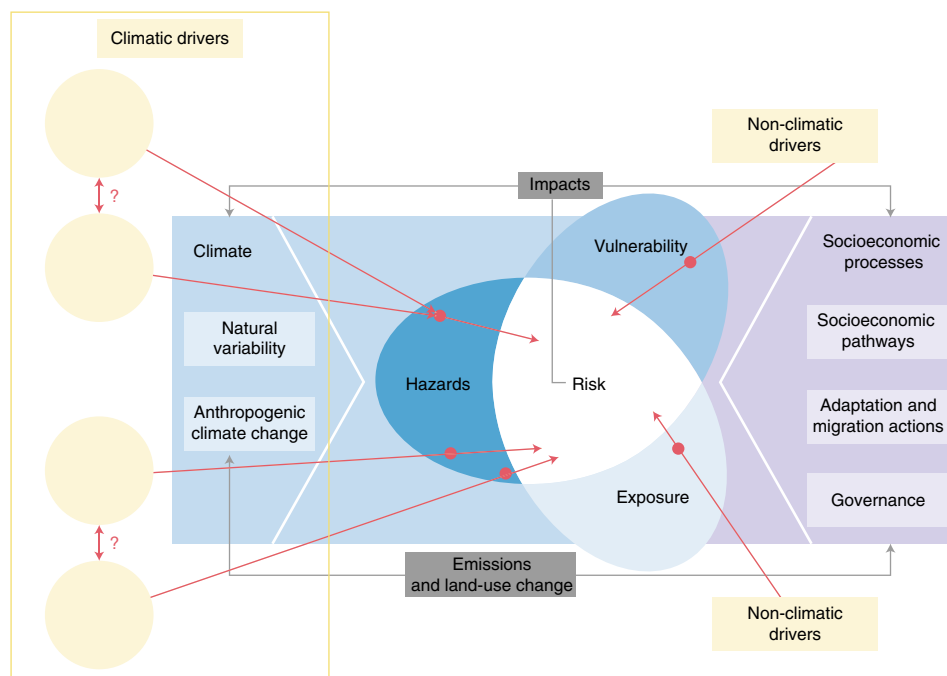 Climatic drivers
Non-climatic
drivers
?
Impacts
Climate
Vulnerability
Socioeconomic
processes
Natural
variability
Socioeconomic
pathways
Hazards
Risk
Anthropogenic
climate change
Adaptation and
migration actions
Exposure
Governance
?
Emissions
and land-use change
Non-climatic
drivers